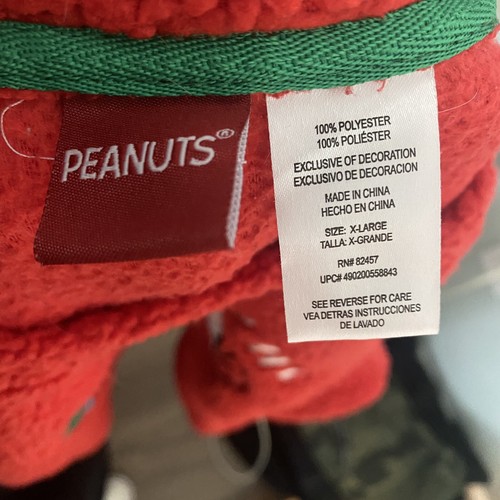 PEANUTS®
100% POLYESTER
100% POLIÉSTER
EXCLUSIVE OF DECORATION
EXCLUSIVO DE DECORACION
MADE IN CHINA
HECHO EN CHINA
SIZE: X-LARGE
TALLA: X-GRANDE
RN# 82457
UPC# 490200558843
SEE REVERSE FOR CARE
VEA DETRAS INSTRUCCIONES
DE LAVADO